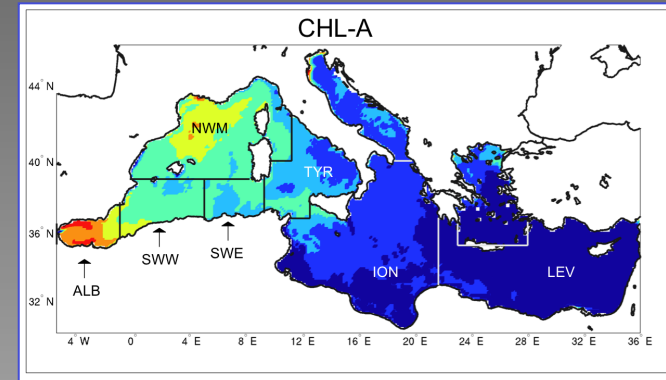 CHL-A
44° N
NWM
40° N
TYR
36° N
SWW
SWE
ION
LEV
ALB
32° N
4° W 0° 4° E 8° E 12° E 16° E 20° E 24° E 28° E 32° E 36° E